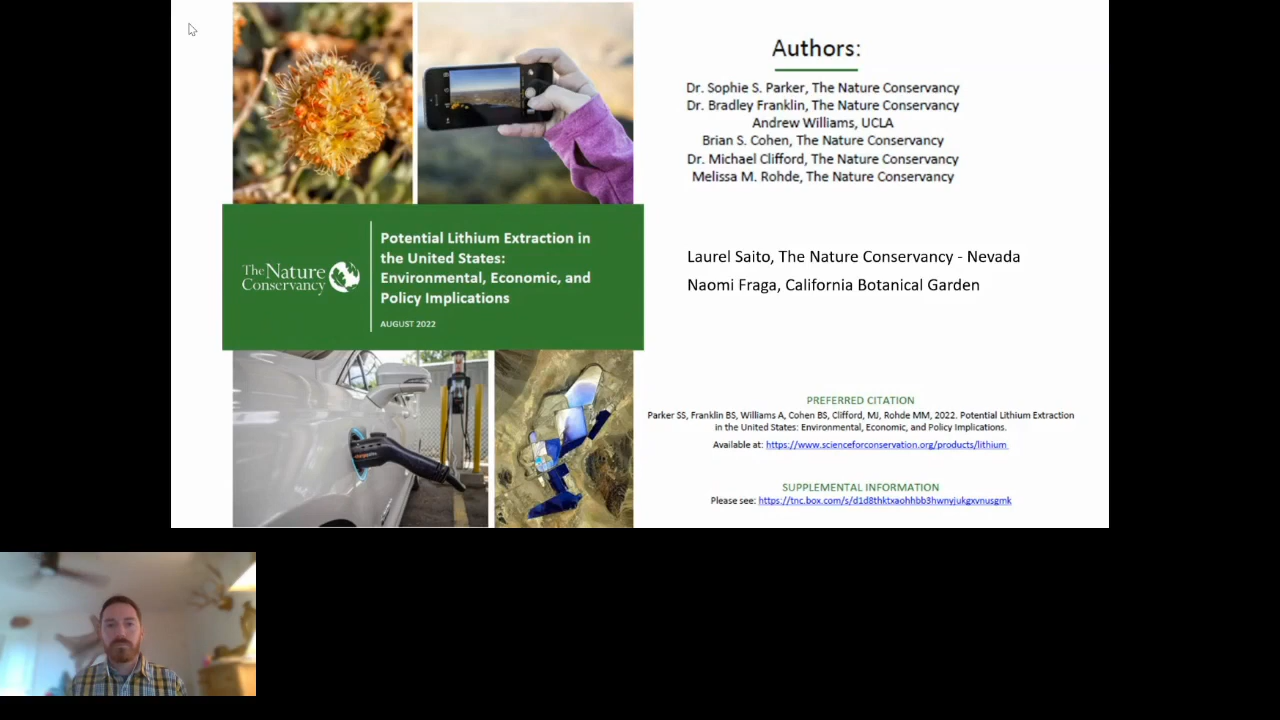 The Nature
Conservancy
Potential Lithium Extraction in
the United States:
Environmental, Economic, and
Policy Implications
AUGUST 2022
Authors:
Dr. Sophie S. Parker, The Nature Conservancy
Dr. Bradley Franklin, The Nature Conservancy
Andrew Williams, UCLA
Brian S. Cohen, The Nature Conservancy
Dr. Michael Clifford, The Nature Conservancy
Melissa M. Rohde, The Nature Conservancy
Laurel Saito, The Nature Conservancy - Nevada
Naomi Fraga, California Botanical Garden
PREFERRED CITATION
Parker SS, Franklin BS, Williams A, Cohen BS, Clifford, MJ, Rohde MM, 2022. Potential Lithium Extraction
in the United States: Environmental, Economic, and Policy Implications.
Available at: https://www.scienceforconservation.org/products/lithium
SUPPLEMENTAL INFORMATION
Please see: https://tnc.box.com/s/d1d8thktxaohhbb3hwnyjukgxvnusgmk